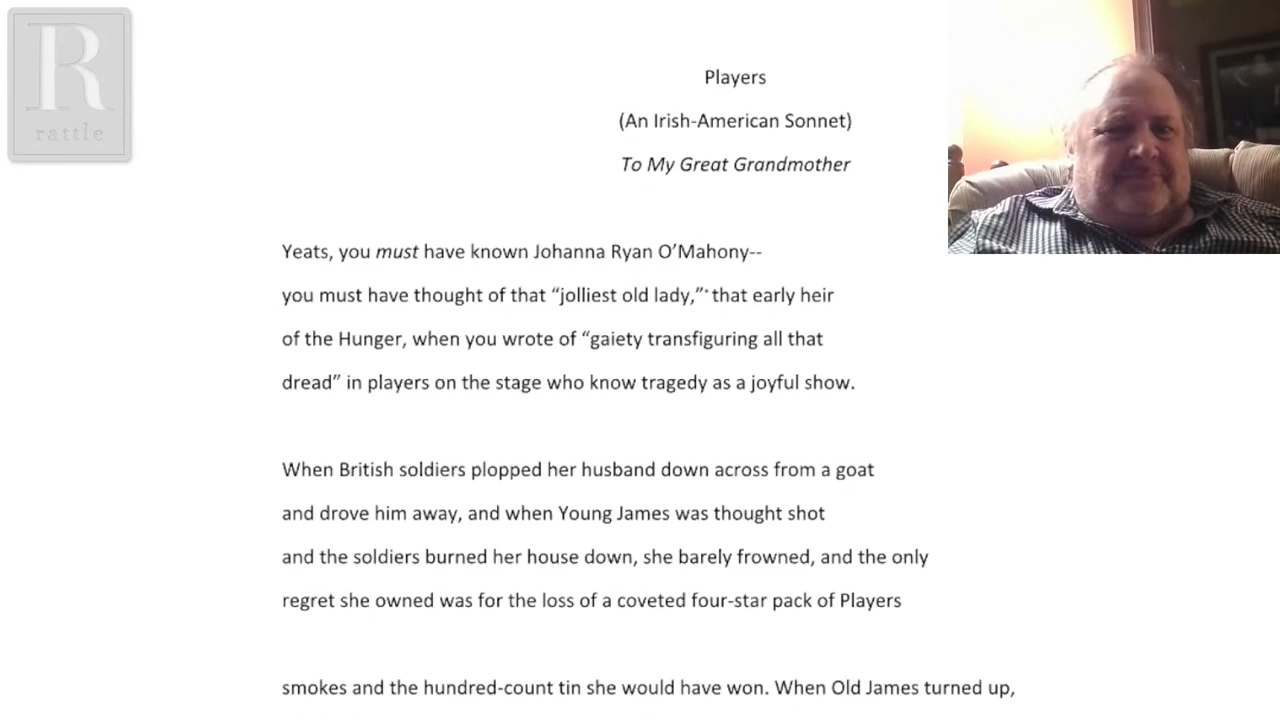 R
rattle
Players
(An Irish-American Sonnet)
To My Great Grandmother
Yeats, you must have known Johanna Ryan O’Mahony--
you must have thought of that “jolliest old lady,”* that early heir
of the Hunger, when you wrote of “gaiety transfiguring all that
dread” in players on the stage who know tragedy as a joyful show.
When British soldiers plopped her husband down across from a goat
and drove him away, and when Young James was thought shot
and the soldiers burned her house down, she barely frowned, and the only
regret she owned was for the loss of a coveted four-star pack of Players
smokes and the hundred-count tin she would have won. When Old James turned up,